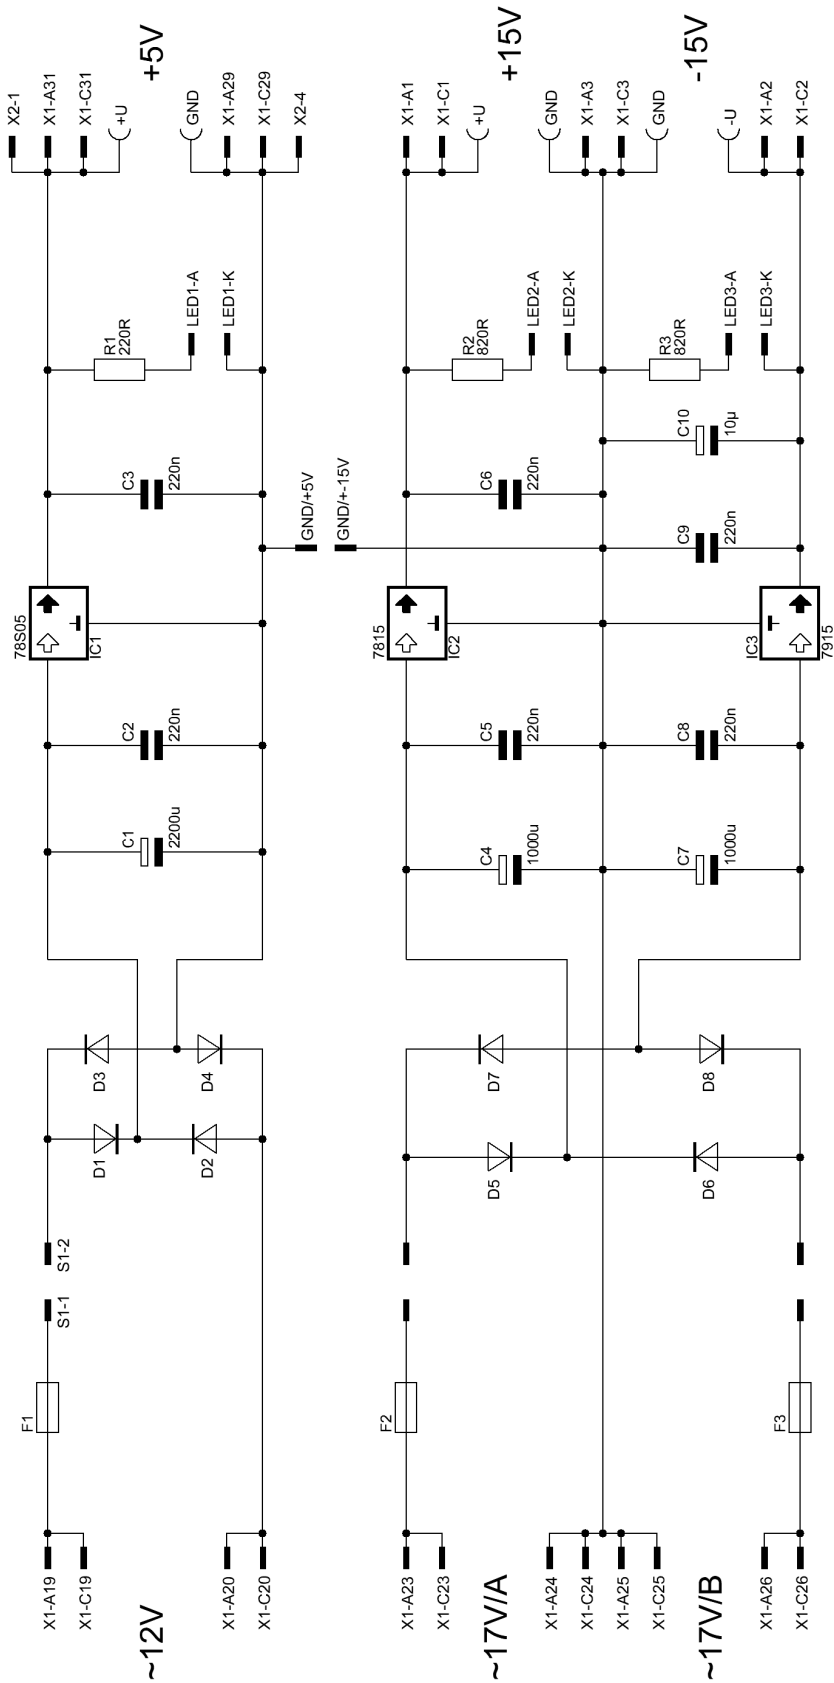 X2-1
X1-A31
X1-C31
+U
+5V
GND
X1-A29
X1-C29
X2-4
X1-A1
X1-C1
+U
+15V
GND
X1-A3
X1-C3
GND
-15V
-U
X1-A2
X1-C2
R1
220R
LED1-A
LED1-K
R2
820R
LED2-A
LED2-K
R3
820R
LED3-A
LED3-K
C10
10µ
C3
220n
GND/+5V
GND/+-15V
C6
220n
C9
220n
78S05
IC1
7815
IC2
IC3
7915
C2
220n
C5
220n
C8
220n
C1
2200u
C4
1000u
C7
1000u
D3
D4
D7
D8
D1
D2
D5
D6
S1-2
S1-1
F1
F2
F3
X1-A19
X1-C19
~12V
X1-A20
X1-C20
X1-A23
X1-C23
~17V/A
X1-A24
X1-C24
X1-A25
X1-C25
~17V/B
X1-A26
X1-C26